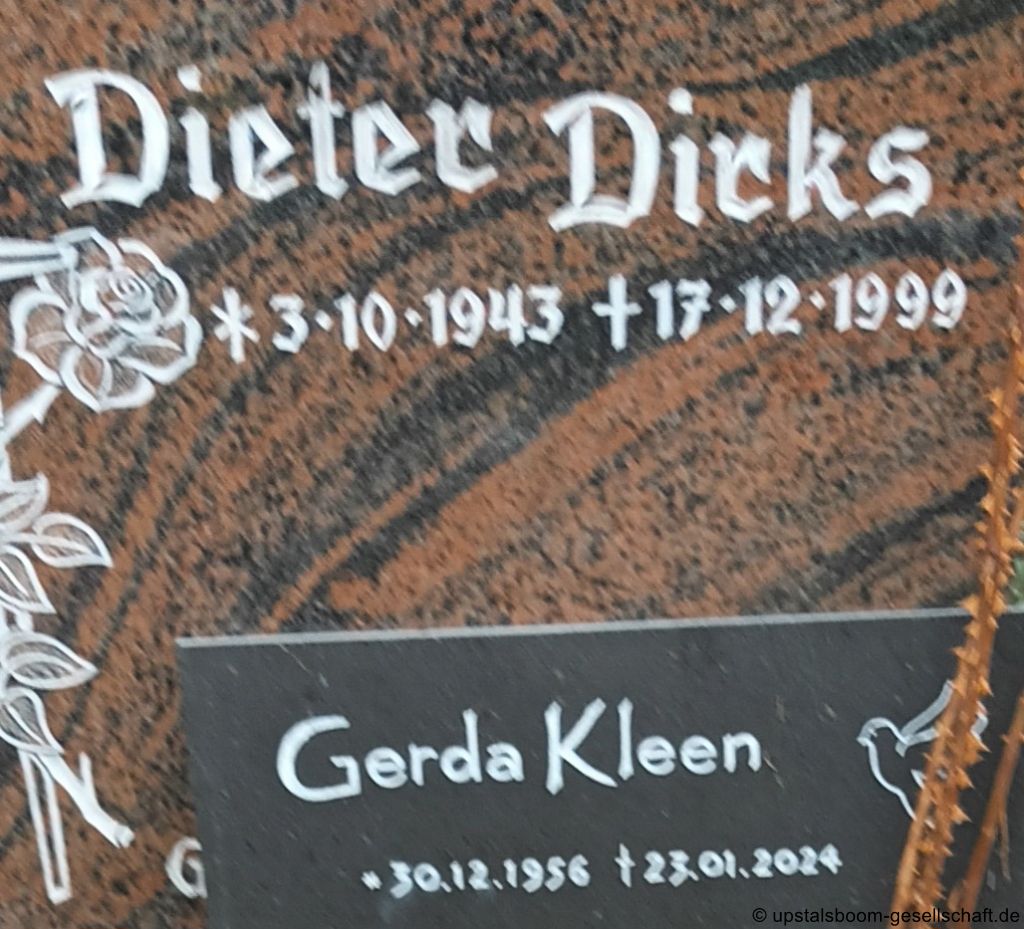 Dieter Dirks
*3·10·1943 †17·12·1999
Gerda Kleen
*30.12.1956 †23.01.2024
G
© upstalsboom-gesellschaft.de